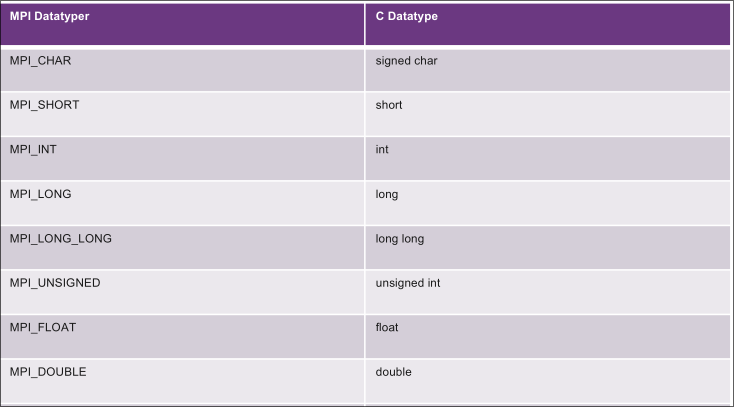 MPI Datatyper C Datatype
MPI_CHAR signed char
MPI_SHORT short
MPI_INT int
MPI_LONG long
MPI_LONG_LONG long long
MPI_UNSIGNED unsigned int
MPI_FLOAT float
MPI_DOUBLE double